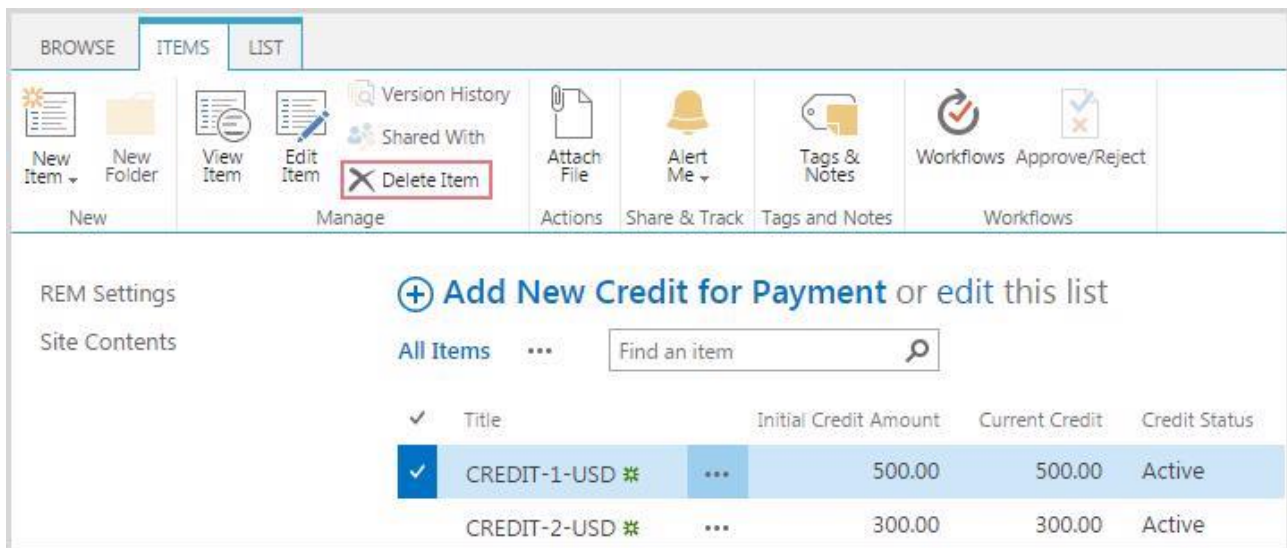 BROWSE ITEMS LIST
New Item
New Folder
View Item
Edit Item
Version History
Shared With
Delete Item
Attach File
Alert Me
Tags & Notes
Workflows
Approve/Reject
New Manage Actions Share & Track Tags and Notes Workflows
REM Settings
Site Contents
Add New Credit for Payment or edit this list
All Items ... Find an item
Title Initial Credit Amount Current Credit Credit Status
CREDIT-1-USD ... 500.00 500.00 Active
CREDIT-2-USD ... 300.00 300.00 Active